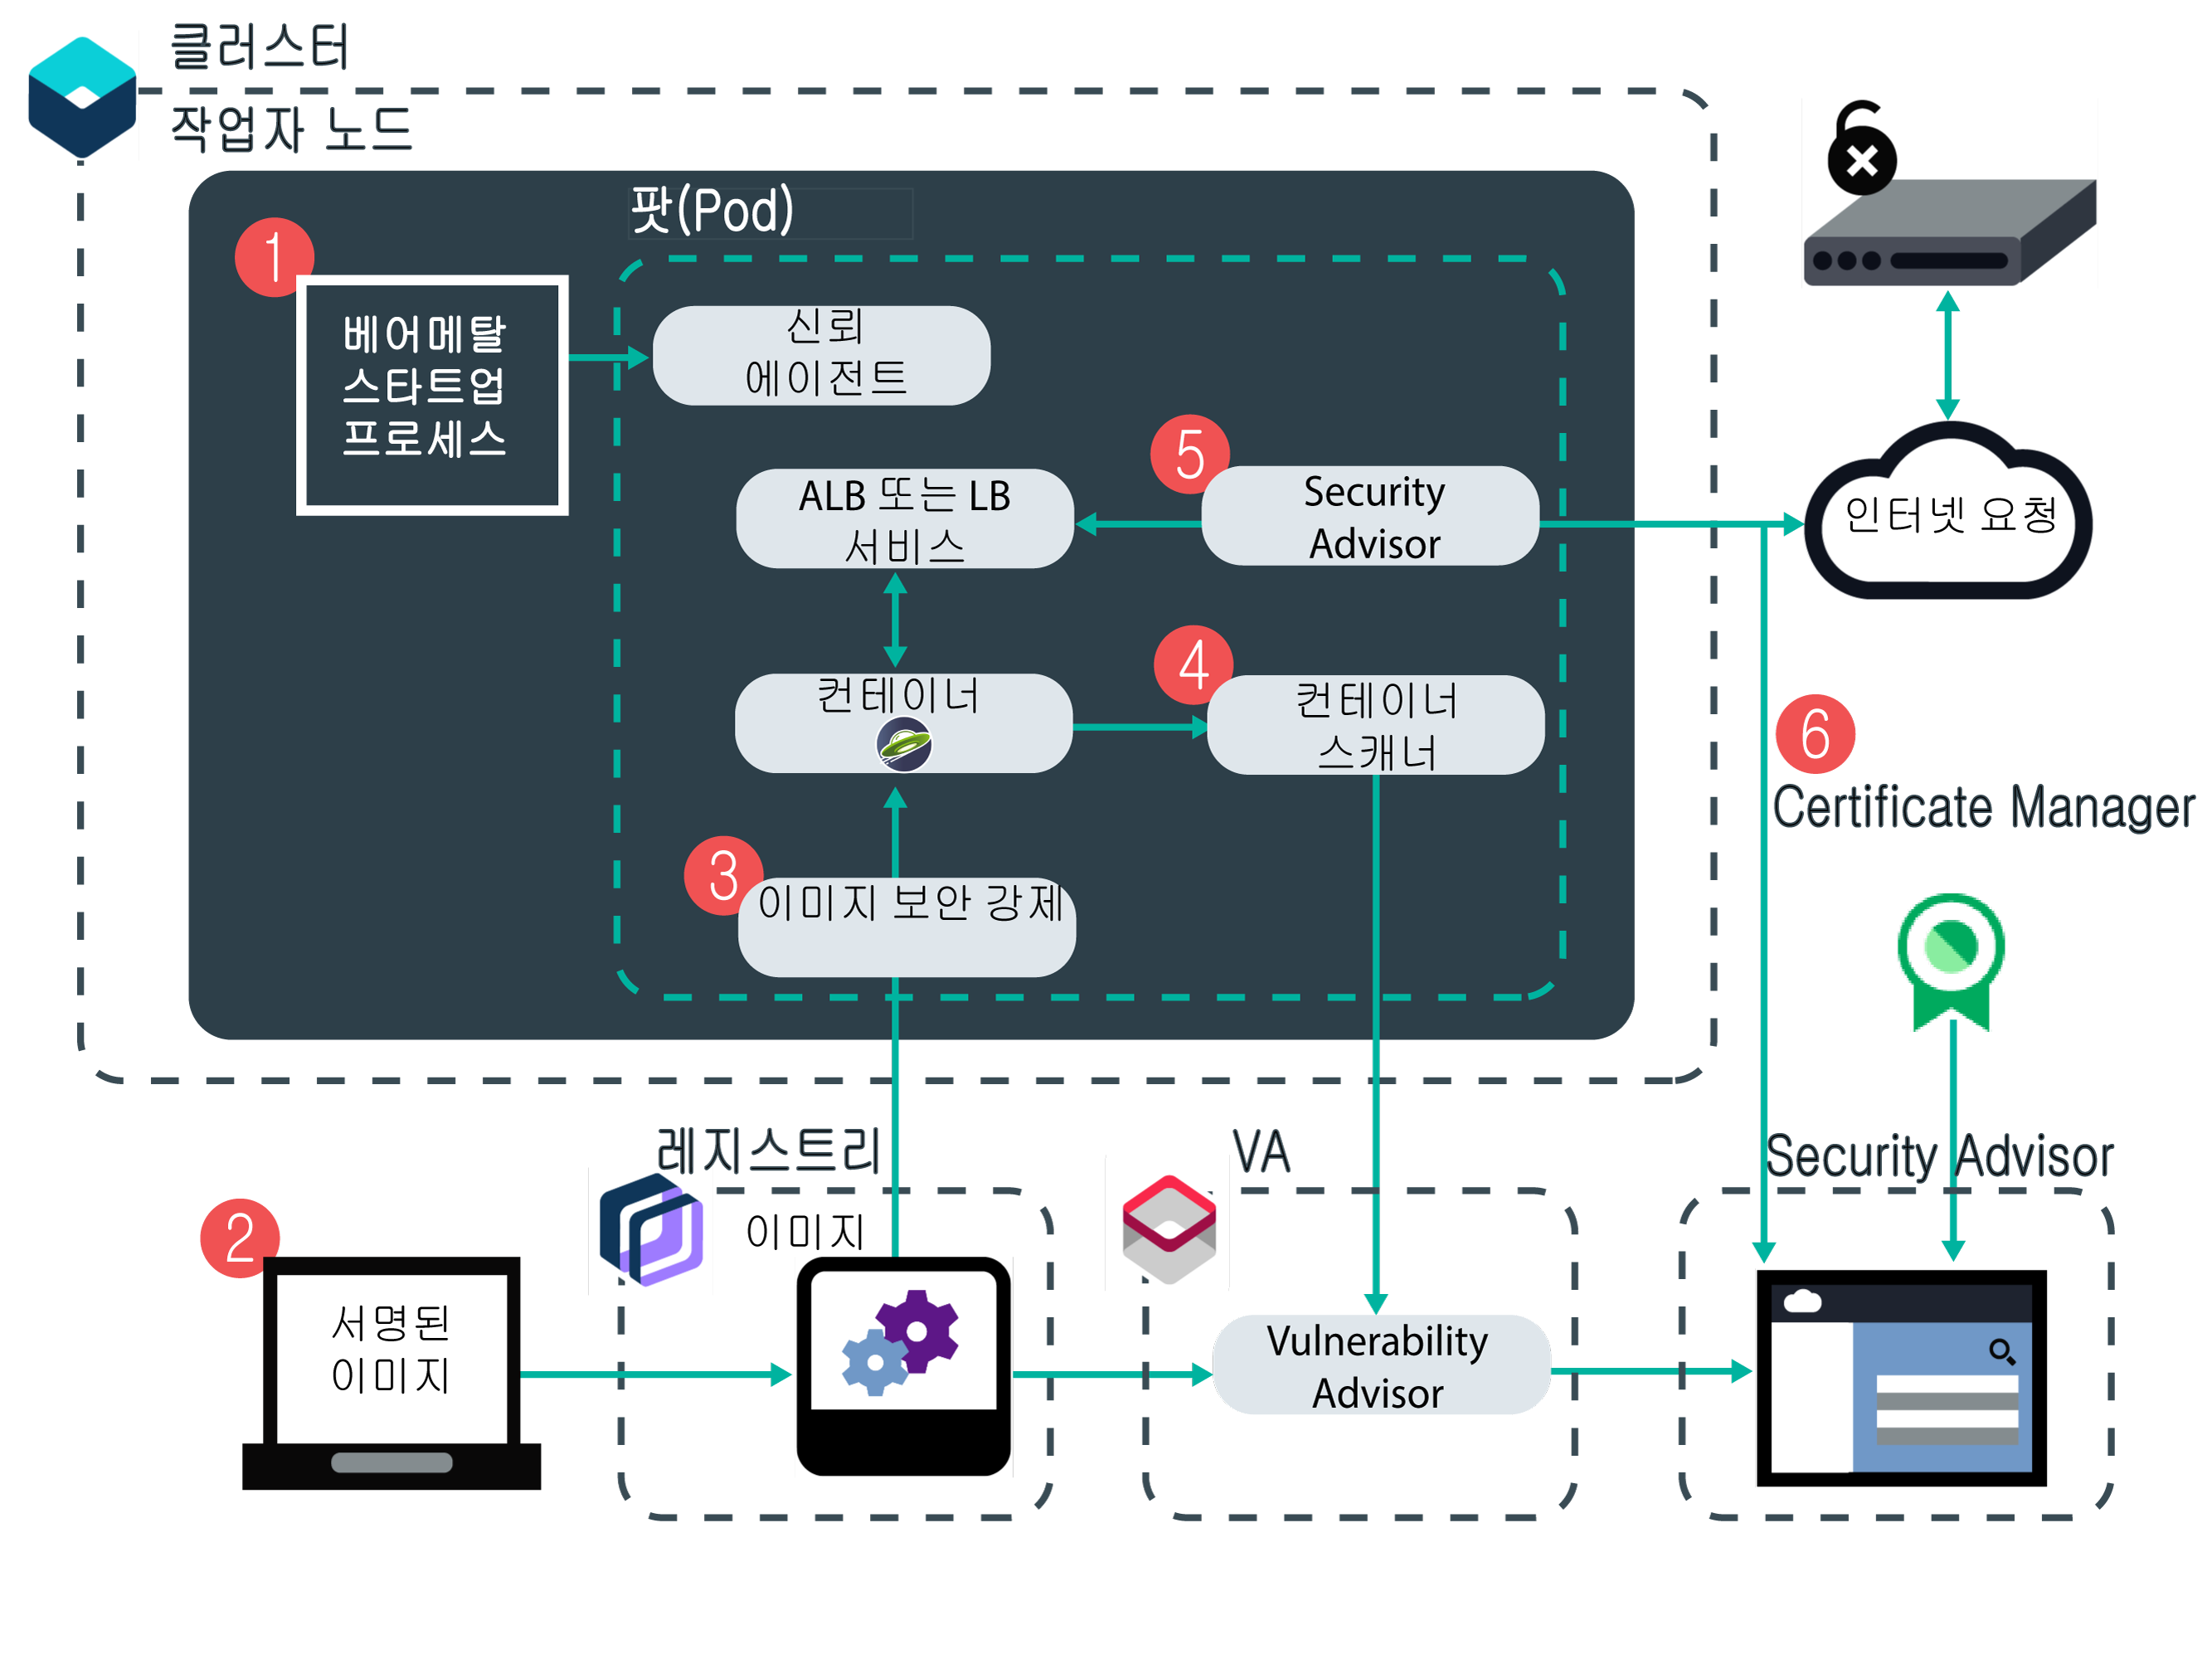 클러스터
작업자 노드
팟(Pod)
1
베어메탈
스타트업
프로세스
신뢰
에이전트
5
ALB 또는 LB
서비스
Security
Advisor
인터넷 요청
4
컨테이너
컨테이너
스캐너
6
Certificate Manager
3
이미지 보안 강제
레지스트리
VA
Security Advisor
2
이미지
서명된
이미지
Vulnerability
Advisor